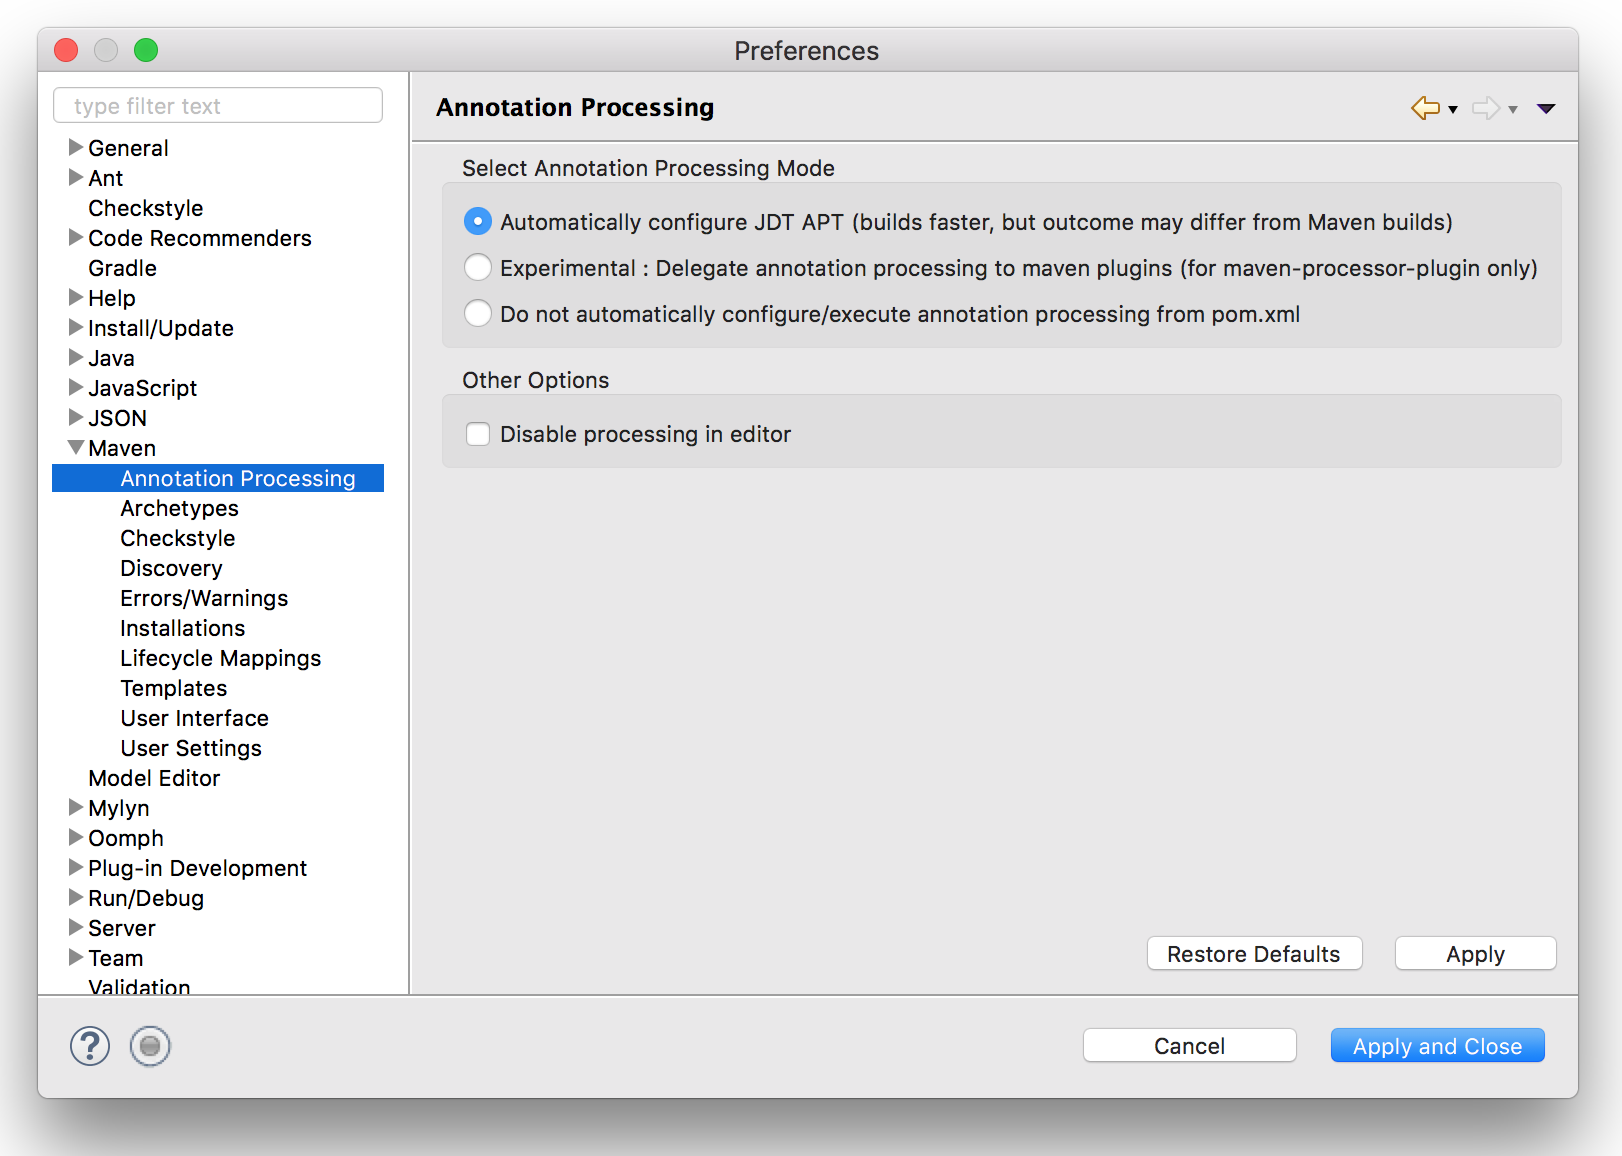 Preferences
type filter text
General
Ant
Checkstyle
Code Recommenders
Gradle
Help
Install/Update
Java
JavaScript
JSON
Maven
Annotation Processing
Archetypes
Checkstyle
Discovery
Errors/Warnings
Installations
Lifecycle Mappings
Templates
User Interface
User Settings
Model Editor
Mylyn
Oomph
Plug-in Development
Run/Debug
Server
Team
Validation
Annotation Processing
Select Annotation Processing Mode
Automatically configure JDT APT (builds faster, but outcome may differ from Maven builds)
Experimental : Delegate annotation processing to maven plugins (for maven-processor-plugin only)
Do not automatically configure/execute annotation processing from pom.xml
Other Options
Disable processing in editor
Restore Defaults
Apply
?
Cancel
Apply and Close